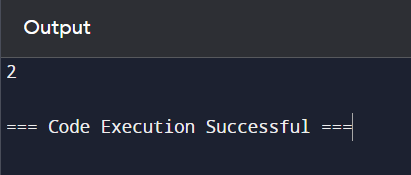 Output
2
=== Code Execution Successful ===